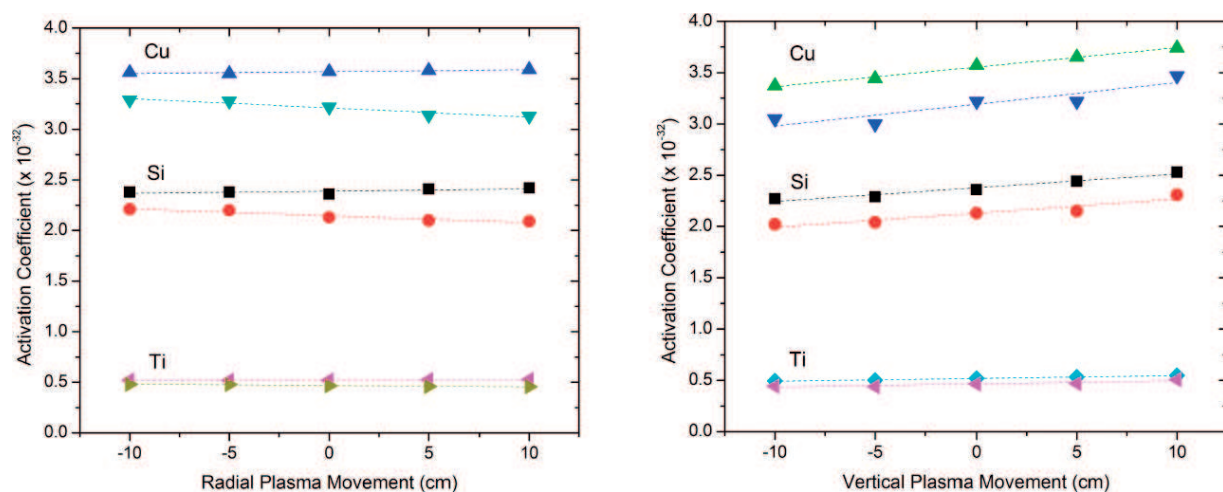 4.0
3.5
3.0
2.5
2.0
1.5
1.0
0.5
0.0
Activation Coefficient (x 10⁻³²)
Cu
Si
Ti
-10 -5 0 5 10
Radial Plasma Movement (cm)
4.0
3.5
3.0
2.5
2.0
1.5
1.0
0.5
0.0
Activation Coefficient (x 10⁻³²)
Cu
Si
Ti
-10 -5 0 5 10
Vertical Plasma Movement (cm)